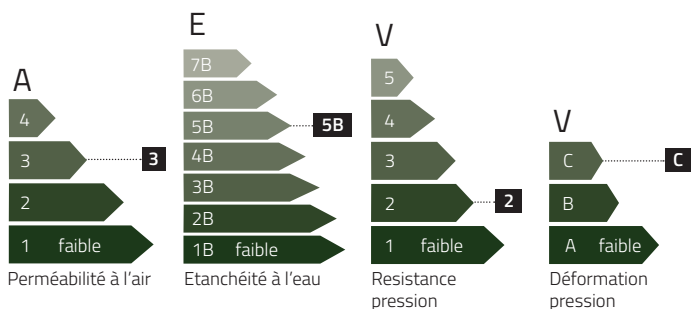 A
4
3
3
2
1 faible
Perméabilité à l'air
E
7B
6B
5B
5B
4B
3B
2B
1B faible
Etanchéité à l'eau
V
5
4
3
2
2
1 faible
Resistance
pression
V
C
C
B
A faible
Déformation
pression